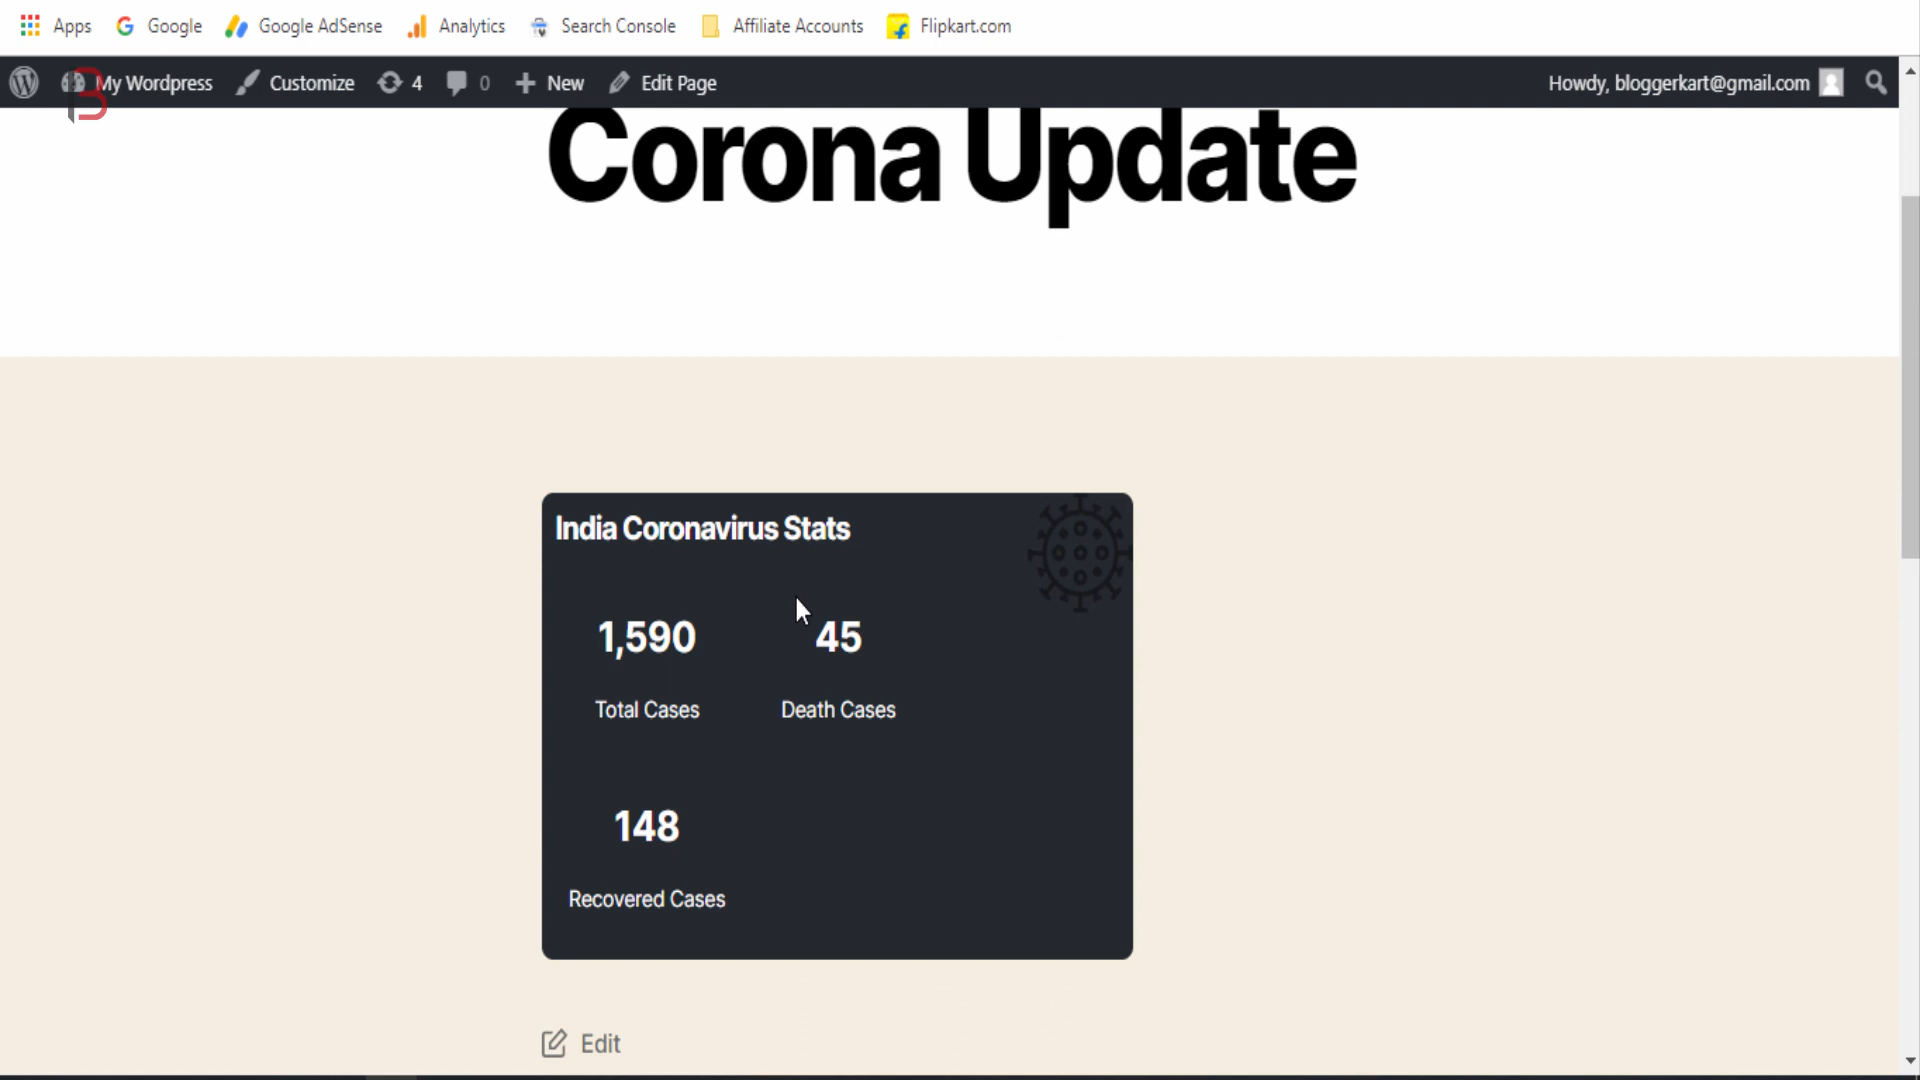 Apps Google Google AdSense Analytics Search Console Affiliate Accounts Flipkart.com
My Wordpress Customize 4 0 New Edit Page Howdy, bloggerkart@gmail.com
Corona Update
India Coronavirus Stats
1,590 45
Total Cases Death Cases
148
Recovered Cases
Edit